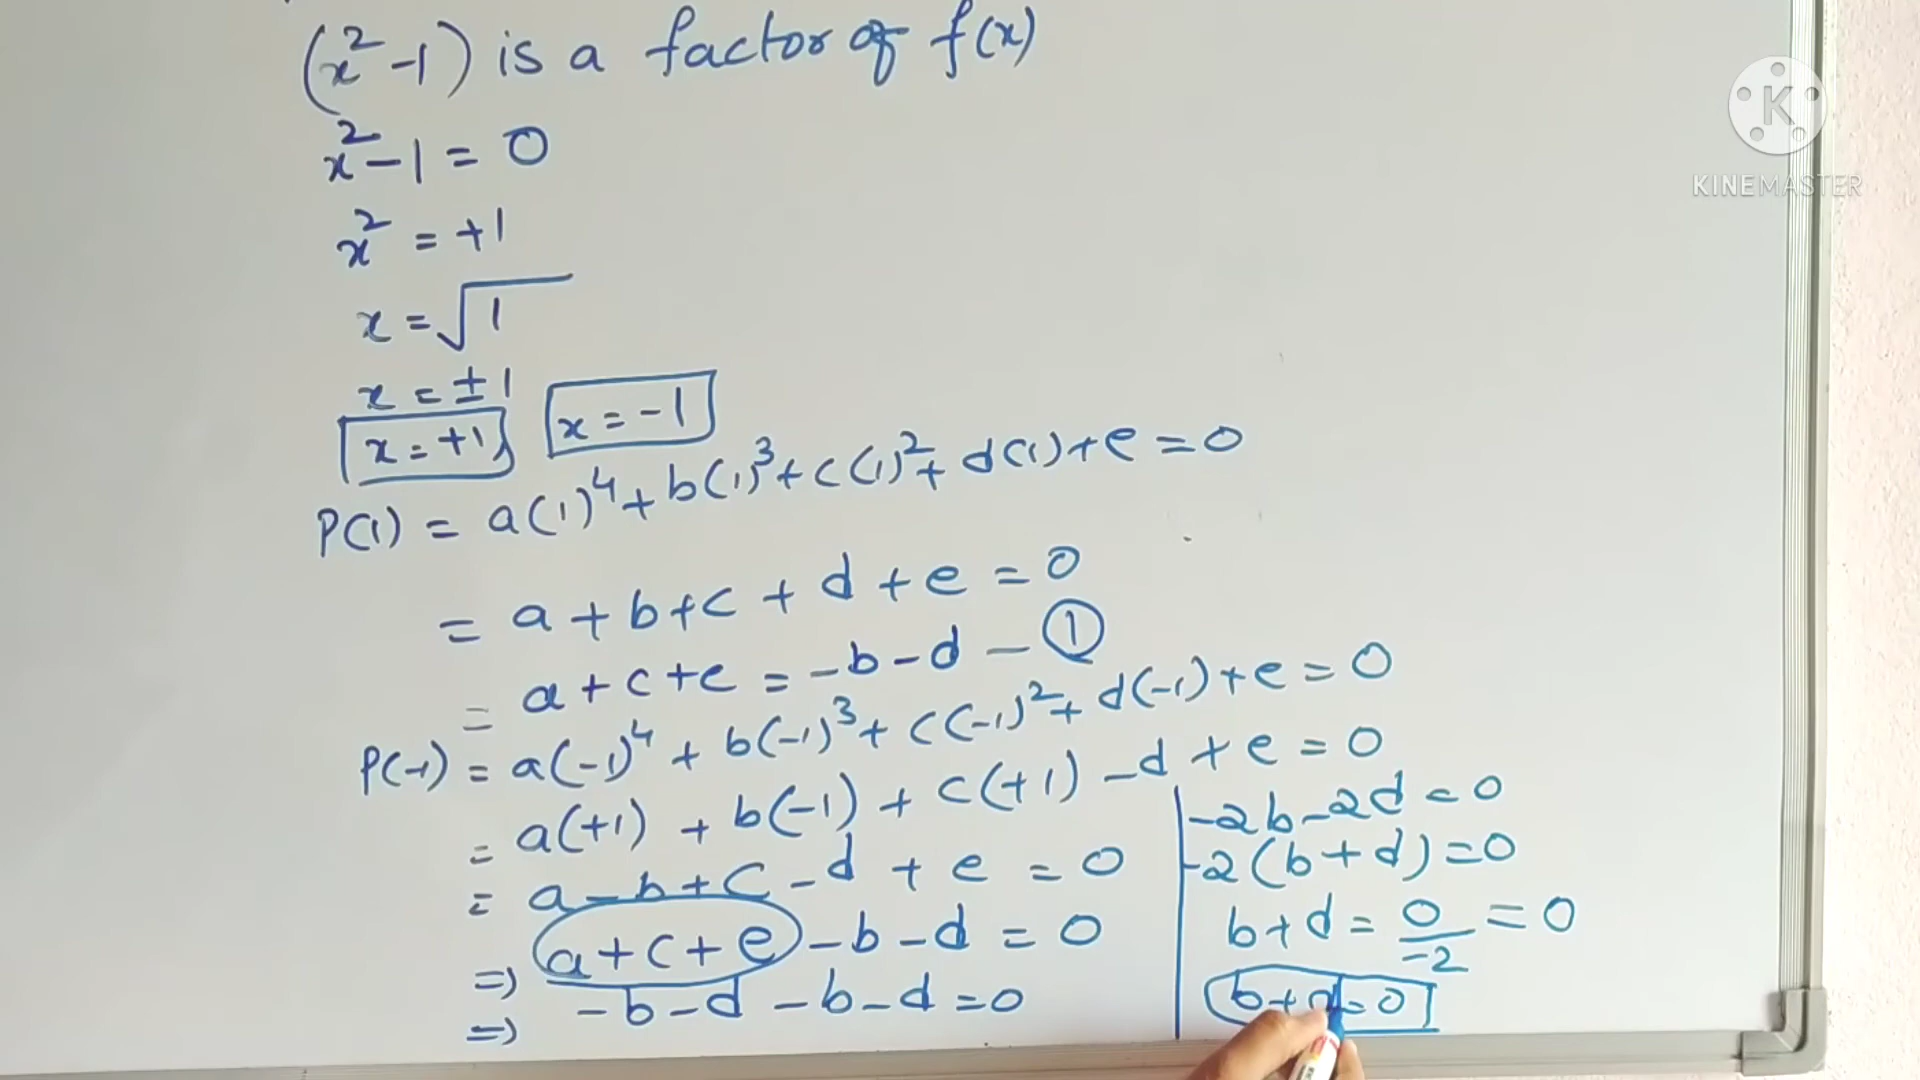 (x²-1) is a factor of f(x)
x²-1 = 0
x² = +1
x = √1
x = ±1
x = +1
x = -1
P(1) = a(1)⁴ + b(1)³ + c(1)² + d(1) + e = 0
= a + b + c + d + e = 0
= a + c + e = -b - d - ①
P(-1) = a(-1)⁴ + b(-1)³ + c(-1)² + d(-1) + e = 0
= a(+1) + b(-1) + c(+1) - d + e = 0
= a - b + c - d + e = 0
=> a + c + e - b - d = 0
=> -b - d - b - d = 0
-2b - 2d = 0
-2(b + d) = 0
b + d = 0/-2 = 0
b + d = 0
K
KINEMASTER